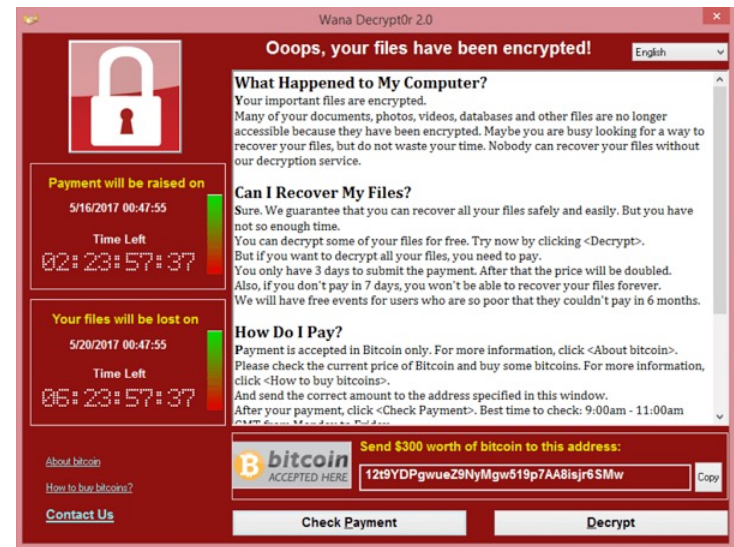 Wana Decrypt0r 2.0
Ooops, your files have been encrypted!
English
What Happened to My Computer?
Your important files are encrypted.
Many of your documents, photos, videos, databases and other files are no longer
accessible because they have been encrypted. Maybe you are busy looking for a way to
recover your files, but do not waste your time. Nobody can recover your files without
our decryption service.
Can I Recover My Files?
Sure. We guarantee that you can recover all your files safely and easily. But you have
not so enough time.
You can decrypt some of your files for free. Try now by clicking <Decrypt>.
But if you want to decrypt all your files, you need to pay.
You only have 3 days to submit the payment. After that the price will be doubled.
Also, if you don't pay in 7 days, you won't be able to recover your files forever.
We will have free events for users who are so poor that they couldn't pay in 6 months.
How Do I Pay?
Payment is accepted in Bitcoin only. For more information, click <About bitcoin>.
Please check the current price of Bitcoin and buy some bitcoins. For more information,
click <How to buy bitcoins>.
And send the correct amount to the address specified in this window.
After your payment, click <Check Payment>. Best time to check: 9:00am - 11:00am
GMT from Monday to Friday
Payment will be raised on
5/16/2017 00:47:55
Time Left
02:23:57:37
Your files will be lost on
5/20/2017 00:47:55
Time Left
06:23:57:37
About bitcoin
How to buy bitcoins?
Contact Us
bitcoin
ACCEPTED HERE
Send $300 worth of bitcoin to this address:
12t9YDPgwueZ9NyMgw519p7AA8isjr6SMw
Copy
Check Payment
Decrypt